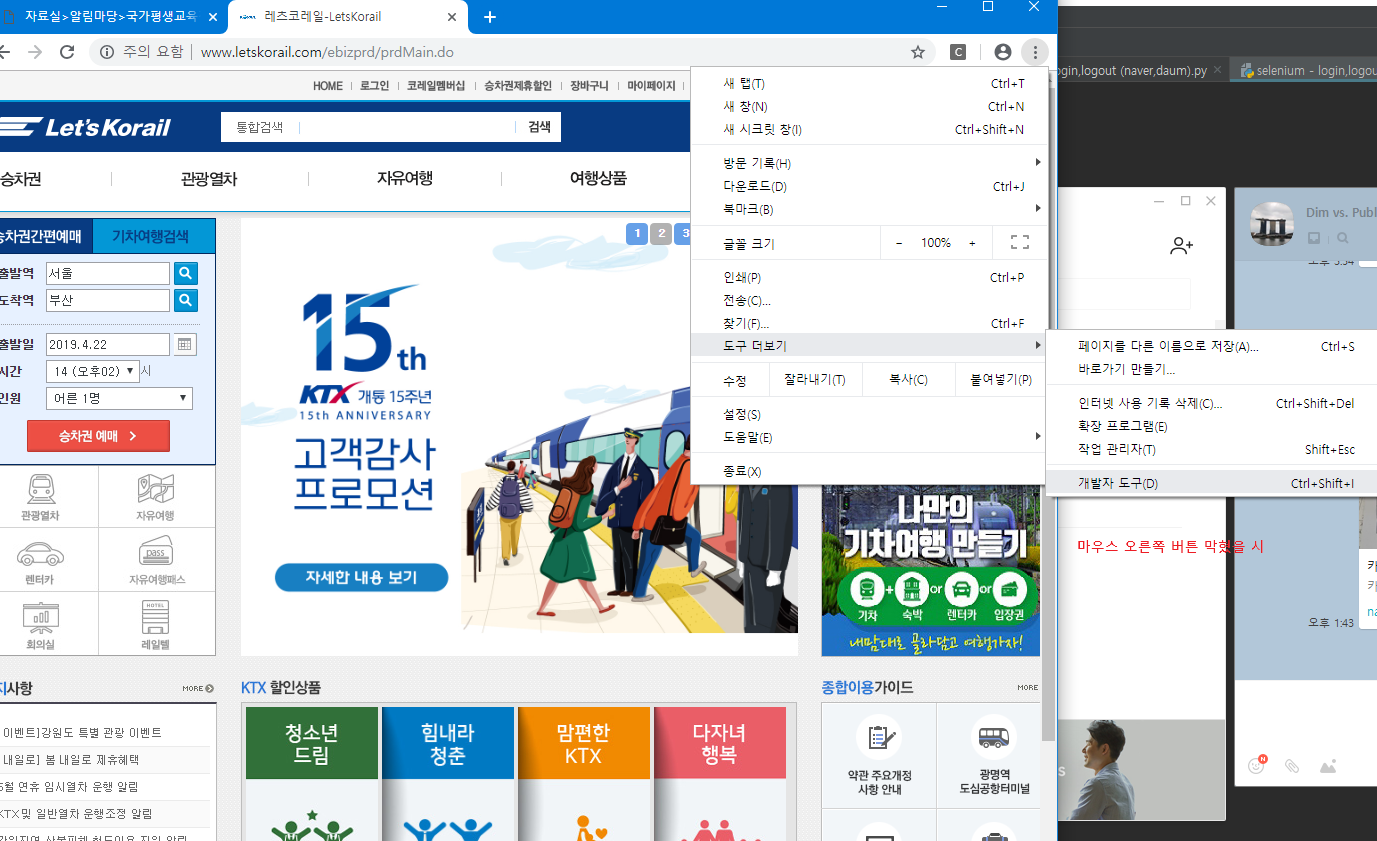 자료실>알림마당>국가평생교육
레츠코레일-LetsKorail
주의 요함
www.letskorail.com/ebizprd/prdMain.do
C
ogin,logout (naver,daum).py
selenium - login,logou
HOME 로그인 코레일멤버십 승차권제휴할인 장바구니 마이페이지
Let's Korail
통합검색
검색
승차권 관광열차 자유여행 여행상품
승차권간편예매 기차여행검색
출발역 서울
도착역 부산
출발일 2019.4.22
시간 14 (오후02) 시
인원 어른 1명
승차권 예매 >
관광열차 자유여행
렌터카 자유여행패스
pass
HOTEL
회의실 레일텔
1 2 3
15th
KTX 개통 15주년
15th ANNIVERSARY
고객감사
프로모션
자세한 내용 보기
새 탭(T) Ctrl+T
새 창(N) Ctrl+N
새 시크릿 창(I) Ctrl+Shift+N
방문 기록(H)
다운로드(D) Ctrl+J
북마크(B)
글꼴 크기 - 100% +
인쇄(P) Ctrl+P
전송(C)...
찾기(F)... Ctrl+F
도구 더보기
수정 잘라내기(T) 복사(C) 붙여넣기(P)
설정(S)
도움말(E)
종료(X)
페이지를 다른 이름으로 저장(A)... Ctrl+S
바로가기 만들기...
인터넷 사용 기록 삭제(C)... Ctrl+Shift+Del
확장 프로그램(E)
작업 관리자(T) Shift+Esc
개발자 도구(D) Ctrl+Shift+I
마우스 오른쪽 버튼 막혔을 시
Dim vs. Publ
오후 1:43
카
카
na
N
나만의
기차여행 만들기
기차 + 숙박 or 렌터카 or 입장권
내맘대로 골라담고 여행가자!
지사항 MORE
이벤트]강원도 특별 관광 이벤트
내일로] 봄 내일로 제휴혜택
5월 연휴 임시열차 운행 알림
KTX및 일반열차 운행조정 알림
KTX 할인상품
청소년
드림
힘내라
청춘
맘편한
KTX
다자녀
행복
종합이용가이드 MORE
약관 주요개정
사항 안내
광명역
도심공항터미널
s